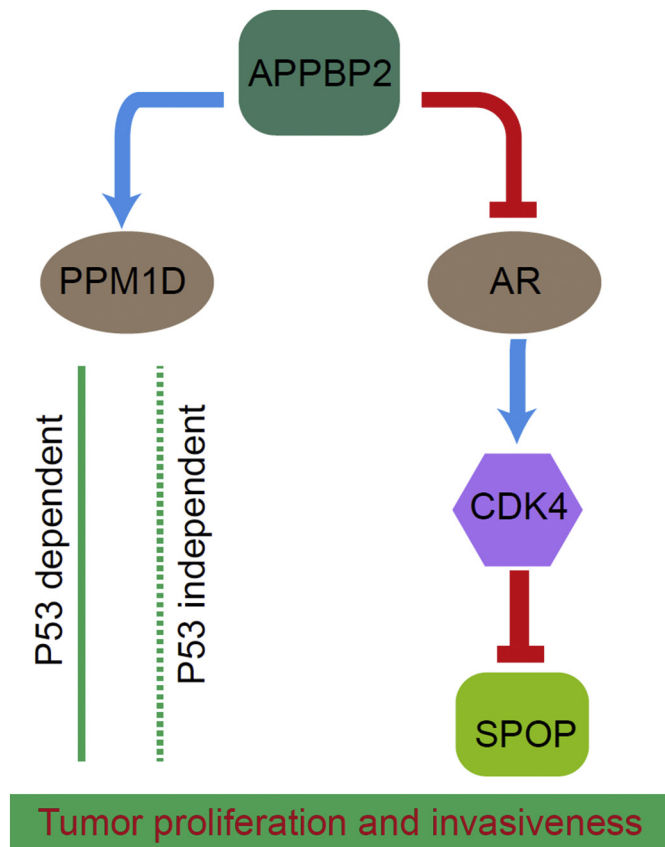 APPBP2
PPM1D
AR
P53 dependent
P53 independent
CDK4
SPOP
Tumor proliferation and invasiveness